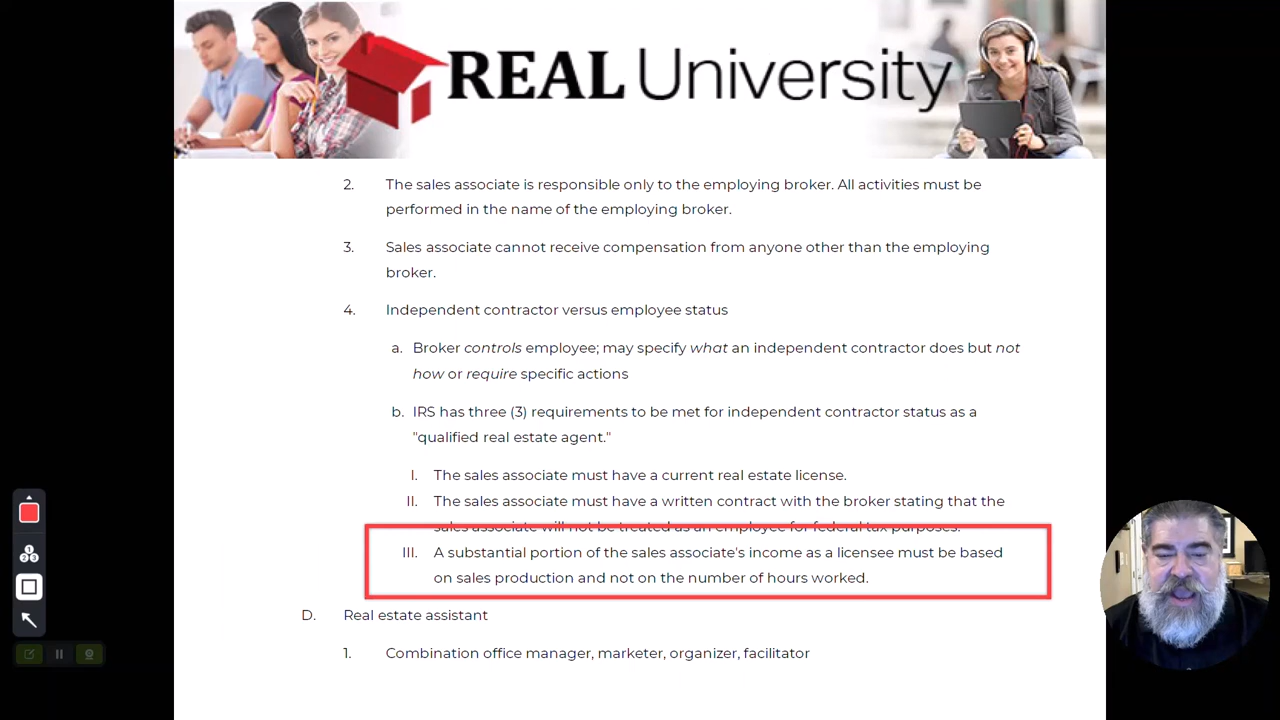 REAL University
2. The sales associate is responsible only to the employing broker. All activities must be
performed in the name of the employing broker.
3. Sales associate cannot receive compensation from anyone other than the employing
broker.
4. Independent contractor versus employee status
a. Broker controls employee; may specify what an independent contractor does but not
how or require specific actions
b. IRS has three (3) requirements to be met for independent contractor status as a
"qualified real estate agent."
I. The sales associate must have a current real estate license.
II. The sales associate must have a written contract with the broker stating that the
sales associate will not be treated as an employee for federal tax purposes.
III. A substantial portion of the sales associate's income as a licensee must be based
on sales production and not on the number of hours worked.
D. Real estate assistant
1. Combination office manager, marketer, organizer, facilitator